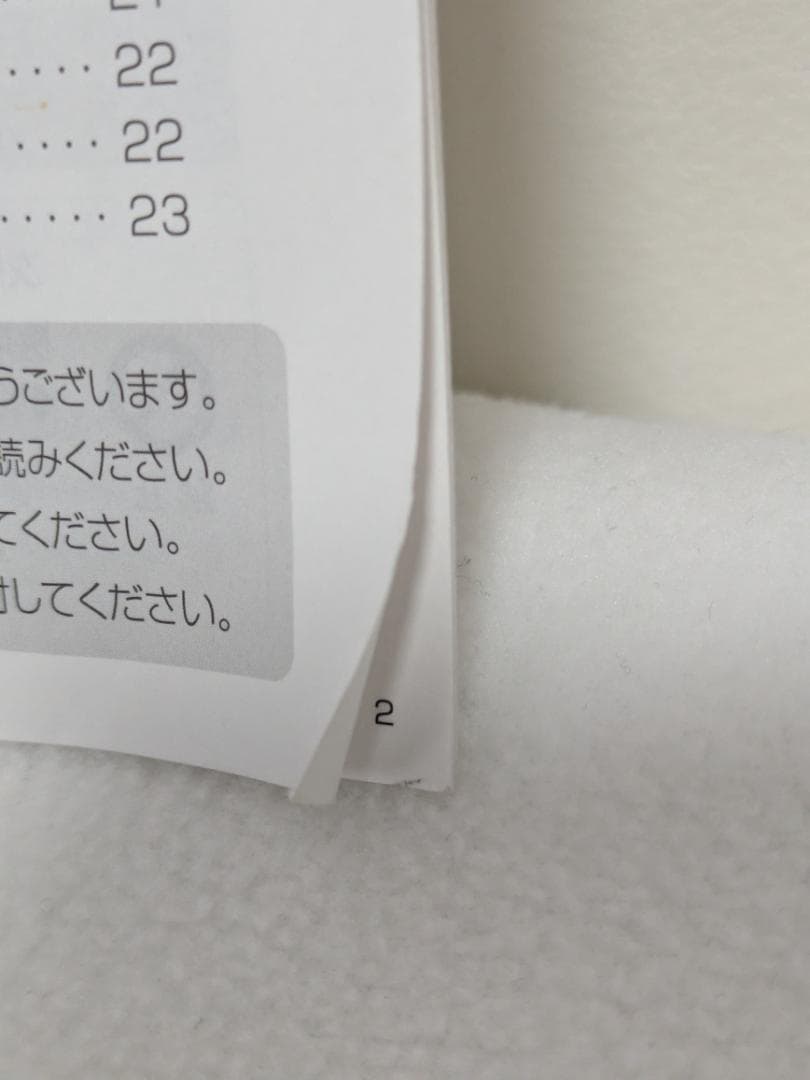 ···· 22
···· 22
····· 23
うございます。
読みください。
てください。
してください。
2